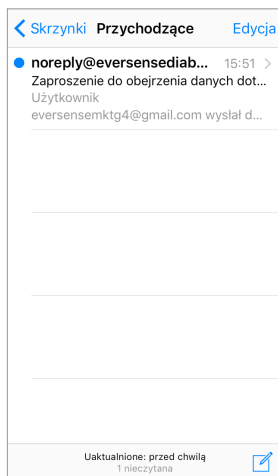 Skrzynki Przychodzące Edycja
noreply@eversensediab... 15:51
Zaproszenie do obejrzenia danych dot...
Użytkownik
eversensemktg4@gmail.com wysłał d...
Uaktualnione: przed chwilą
1 nieczytana